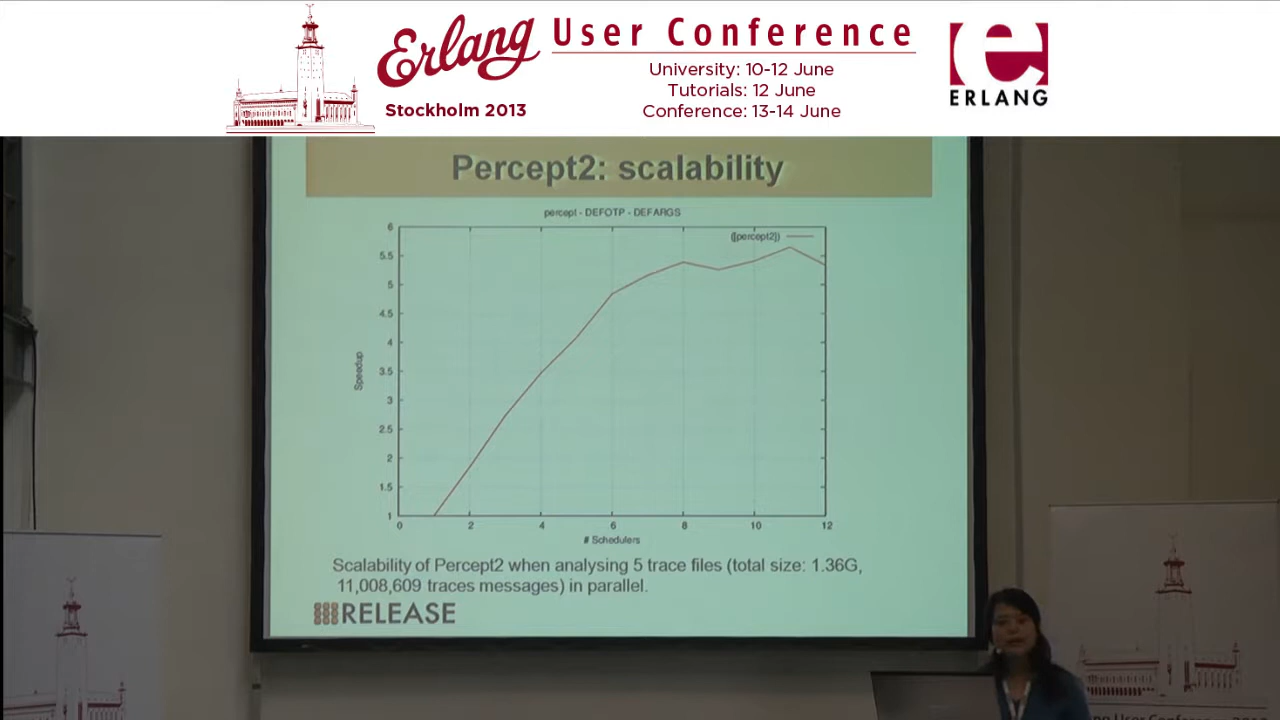 Erlang User Conference
Stockholm 2013
University: 10-12 June
Tutorials: 12 June
Conference: 13-14 June
e
ERLANG
Percept2: scalability
percept - DEFOTP - DEFARGS
([percept2])
6
5.5
5
4.5
4
3.5
3
2.5
2
1.5
1
Speedup
0 2 4 6 8 10 12
# Schedulers
Scalability of Percept2 when analysing 5 trace files (total size: 1.36G,
11,008,609 traces messages) in parallel.
RELEASE
User Conference